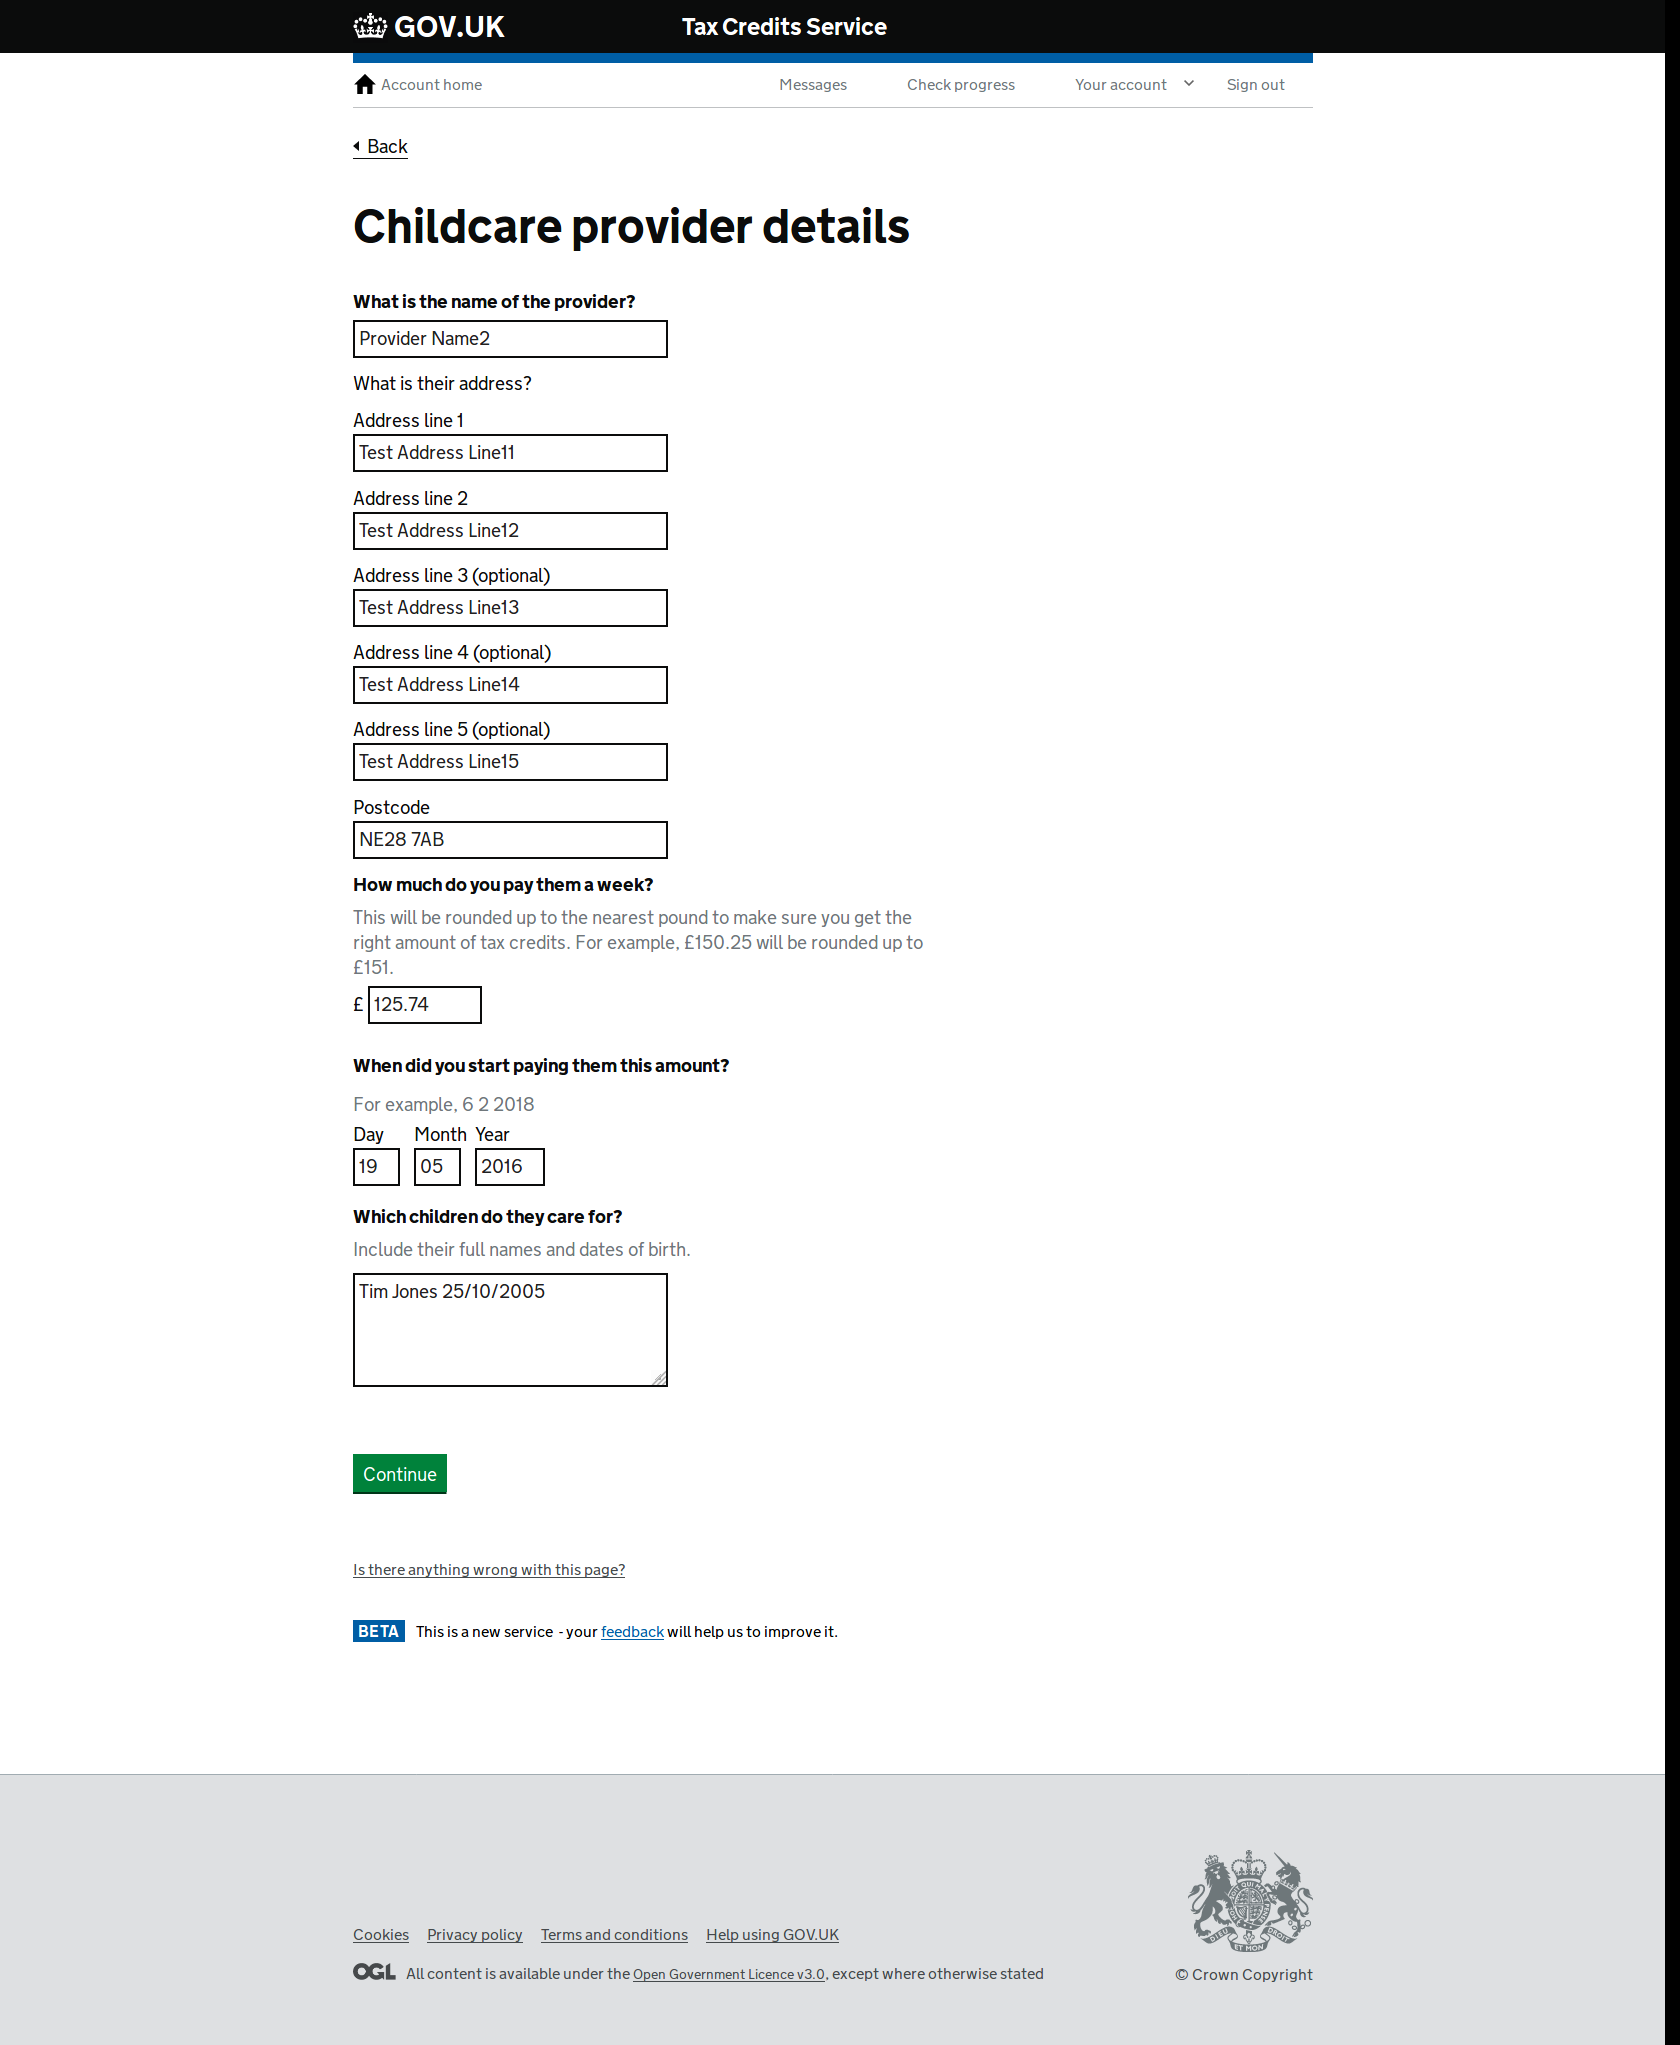 GOV.UK
Tax Credits Service
Account home
Messages
Check progress
Your account
Sign out
Back
Childcare provider details
What is the name of the provider?
Provider Name2
What is their address?
Address line 1
Test Address Line11
Address line 2
Test Address Line12
Address line 3 (optional)
Test Address Line13
Address line 4 (optional)
Test Address Line14
Address line 5 (optional)
Test Address Line15
Postcode
NE28 7AB
How much do you pay them a week?
This will be rounded up to the nearest pound to make sure you get the
right amount of tax credits. For example, £150.25 will be rounded up to
£151.
£ 125.74
When did you start paying them this amount?
For example, 6 2 2018
Day Month Year
19 05 2016
Which children do they care for?
Include their full names and dates of birth.
Tim Jones 25/10/2005
Continue
Is there anything wrong with this page?
BETA This is a new service - your feedback will help us to improve it.
Cookies Privacy policy Terms and conditions Help using GOV.UK
OGL All content is available under the Open Government Licence v3.0, except where otherwise stated
DIEU ET MON DROIT
© Crown Copyright